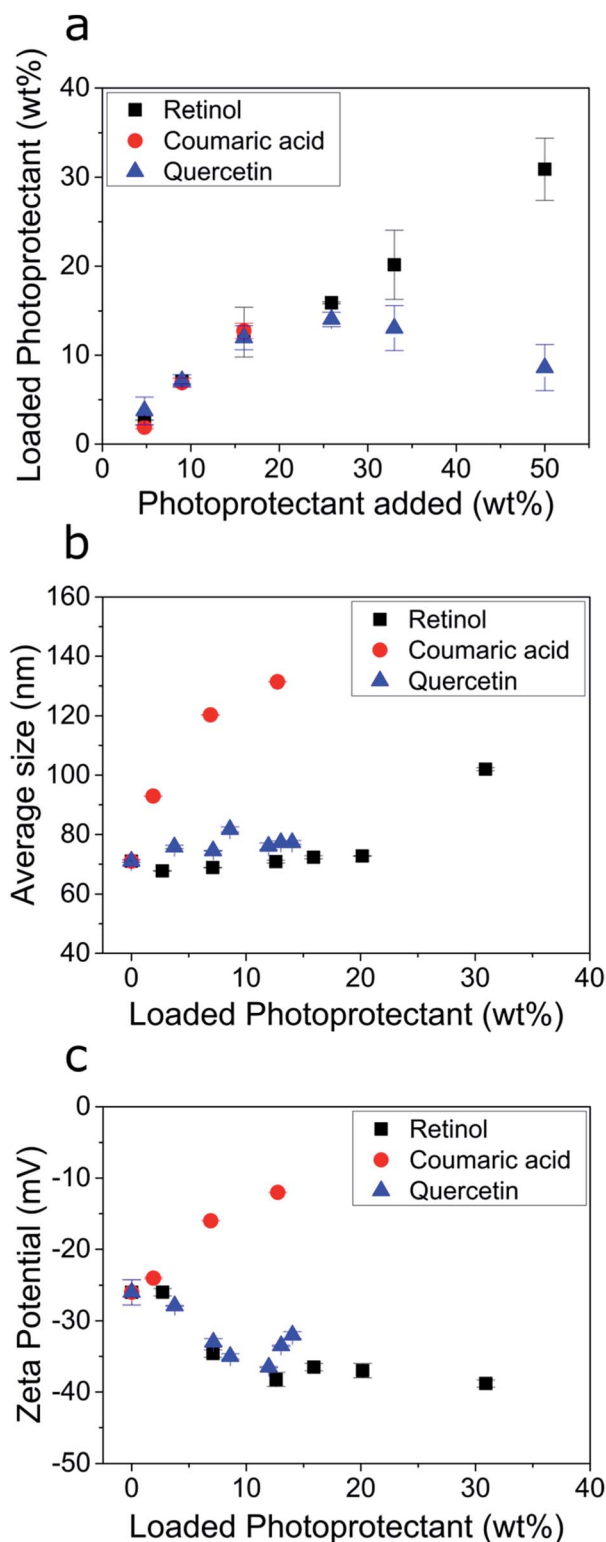 a
Loaded Photoprotectant (wt%)
40
30
20
10
0
Retinol
Coumaric acid
Quercetin
0 10 20 30 40 50
Photoprotectant added (wt%)
b
Average size (nm)
160
140
120
100
80
60
40
Retinol
Coumaric acid
Quercetin
0 10 20 30 40
Loaded Photoprotectant (wt%)
c
Zeta Potential (mV)
-0
-10
-20
-30
-40
-50
Retinol
Coumaric acid
Quercetin
0 10 20 30 40
Loaded Photoprotectant (wt%)